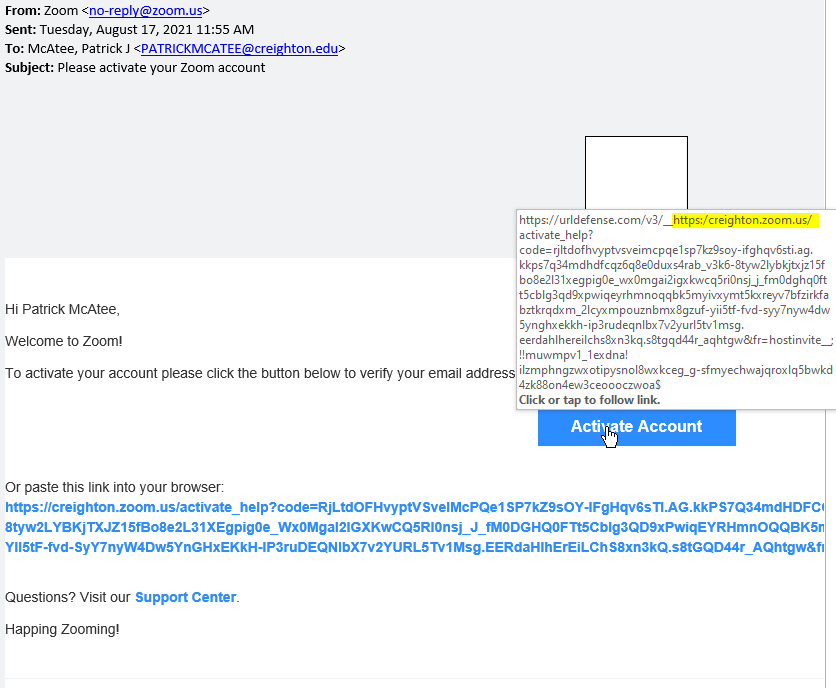 From: Zoom <no-reply@zoom.us>
Sent: Tuesday, August 17, 2021 11:55 AM
To: McAtee, Patrick J <PATRICKMCATEE@creighton.edu>
Subject: Please activate your Zoom account
https://urldefense.com/v3/__https:/creighton.zoom.us/
activate_help?
code=rjltdofhvyptvsveimcpqe1sp7kz9soy-ifghqv6sti.ag.
kkps7q34mdhdfcqz6q8e0duxs4rab_v3k6-8tyw2lybkjtxjz15f
bo8e2l31xegpig0e_wx0mgai2igxkwcq5ri0nsj_j_fm0dghq0ft
t5cblg3qd9xpwiqeyrhmnoqqbk5myivxymt5kxreyv7bfzirkfa
bztkrqdxm_2lcyxmpouznbmx8gzuf-yii5tf-fvd-syy7nyw4dw
5ynghxekkh-ip3rudeqnlbx7v2yurl5tv1msg.
eerdahlhereilchs8xn3kq.s8tgqd44r_aqhtgw&fr=hostinvite__;
!!muwmpv1_1exdna!
ilzmphngzwxotipysnol8wxkceg_g-sfmyechwajqroxlq5bwkd
4zk88on4ew3ceoooczwoa$
Click or tap to follow link.
Hi Patrick McAtee,
Welcome to Zoom!
To activate your account please click the button below to verify your email address
Activate Account
Or paste this link into your browser:
https://creighton.zoom.us/activate_help?code=RjLtdOFHvyptVSveIMcPQe1SP7kZ9sOY-IFgHqv6sTI.AG.kkPS7Q34mdHDFC
8tyw2LYBKjTXJZ15fBo8e2L31XEgpig0e_Wx0MgaI2IGXKwCQ5RI0nsj_J_fM0DGHQ0FTt5Cblg3QD9xPwiqEYRHmnOQQBK5m
YII5tF-fvd-SyY7nyW4Dw5YnGHxEKkH-IP3ruDEQNlbX7v2YURL5Tv1Msg.EERdaHlhErEiLChS8xn3kQ.s8tGQD44r_AQhtgw&f
Questions? Visit our Support Center.
Happing Zooming!